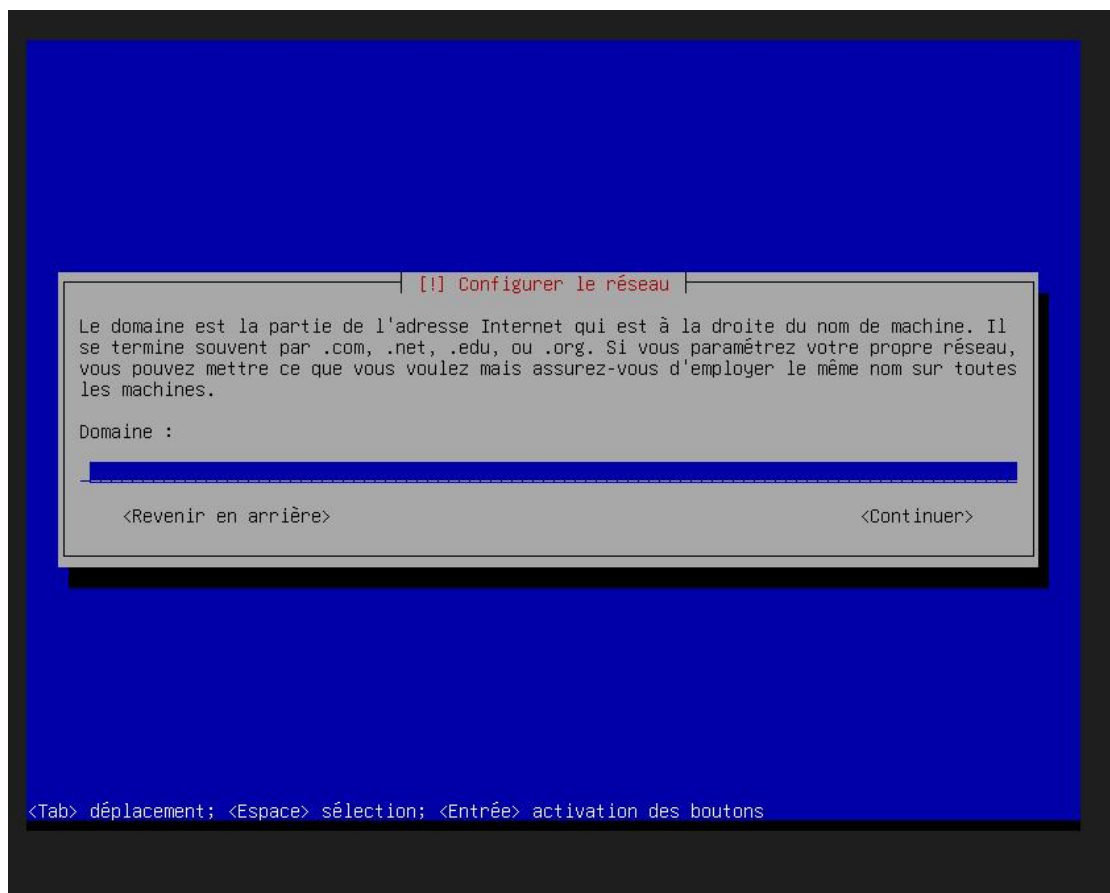 [!] Configurer le réseau
Le domaine est la partie de l'adresse Internet qui est à la droite du nom de machine. Il
se termine souvent par .com, .net, .edu, ou .org. Si vous paramétrez votre propre réseau,
vous pouvez mettre ce que vous voulez mais assurez-vous d'employer le même nom sur toutes
les machines.
Domaine :
<Revenir en arrière> <Continuer>
<Tab> déplacement; <Espace> sélection; <Entrée> activation des boutons